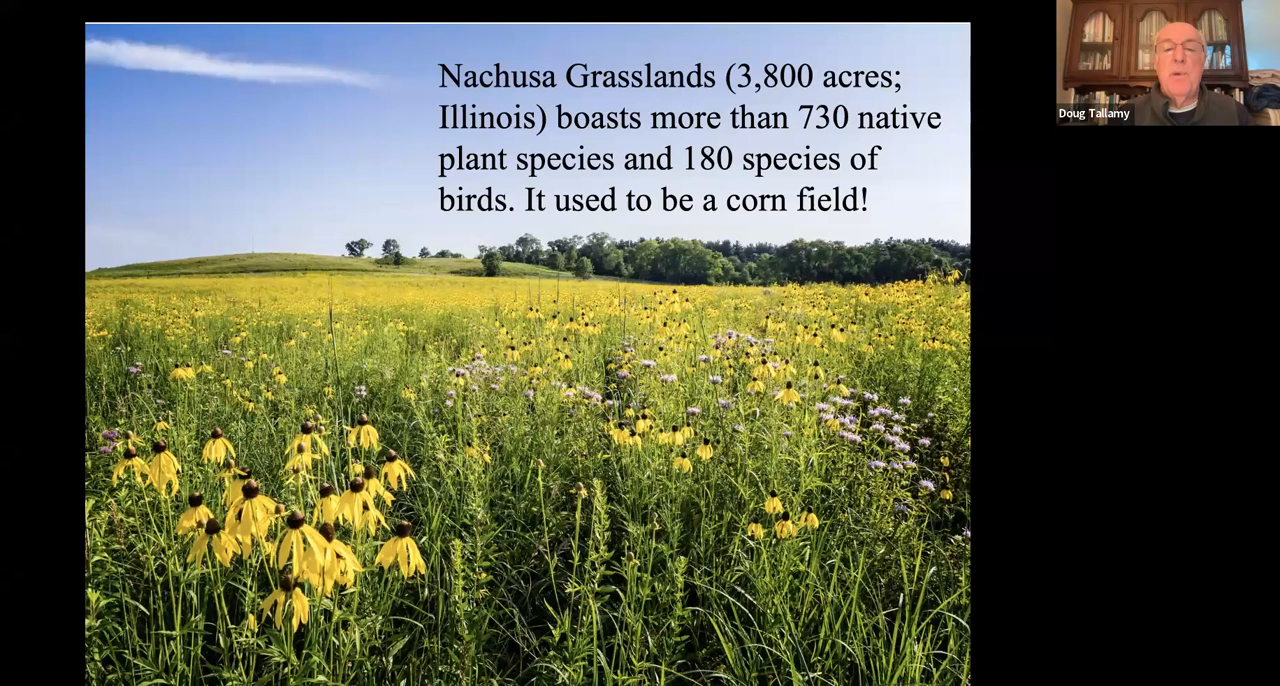 Nachusa Grasslands (3,800 acres;
Illinois) boasts more than 730 native
plant species and 180 species of
birds. It used to be a corn field!
Doug Tallamy